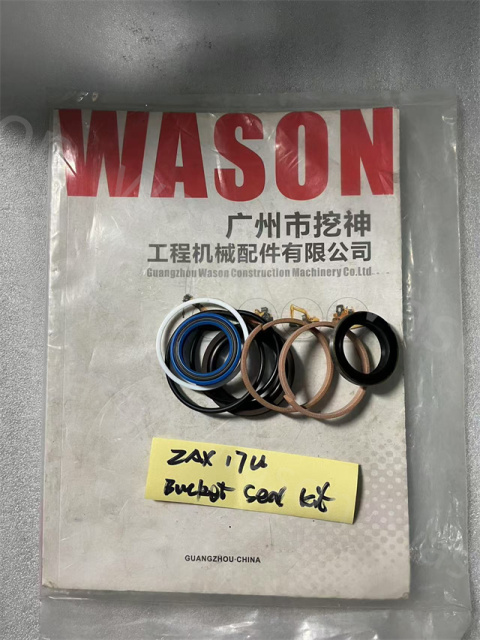 WASON
广州市挖神
工程机械配件有限公司
Guangzhou Wason Construction Machinery Co.Ltd
ZAX 17U
Bucket Seal Kit
GUANGZHOU·CHINA